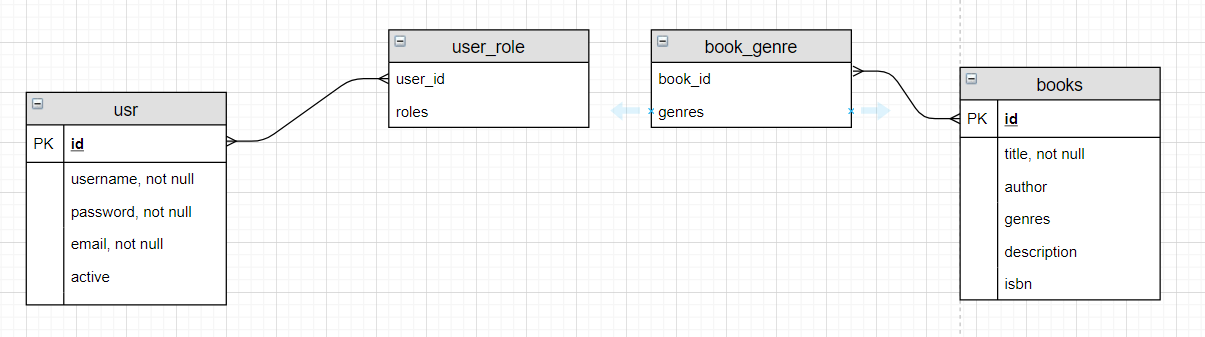 usr
PK id
username, not null
password, not null
email, not null
active
user_role
user_id
roles
book_genre
book_id
genres
books
PK id
title, not null
author
genres
description
isbn